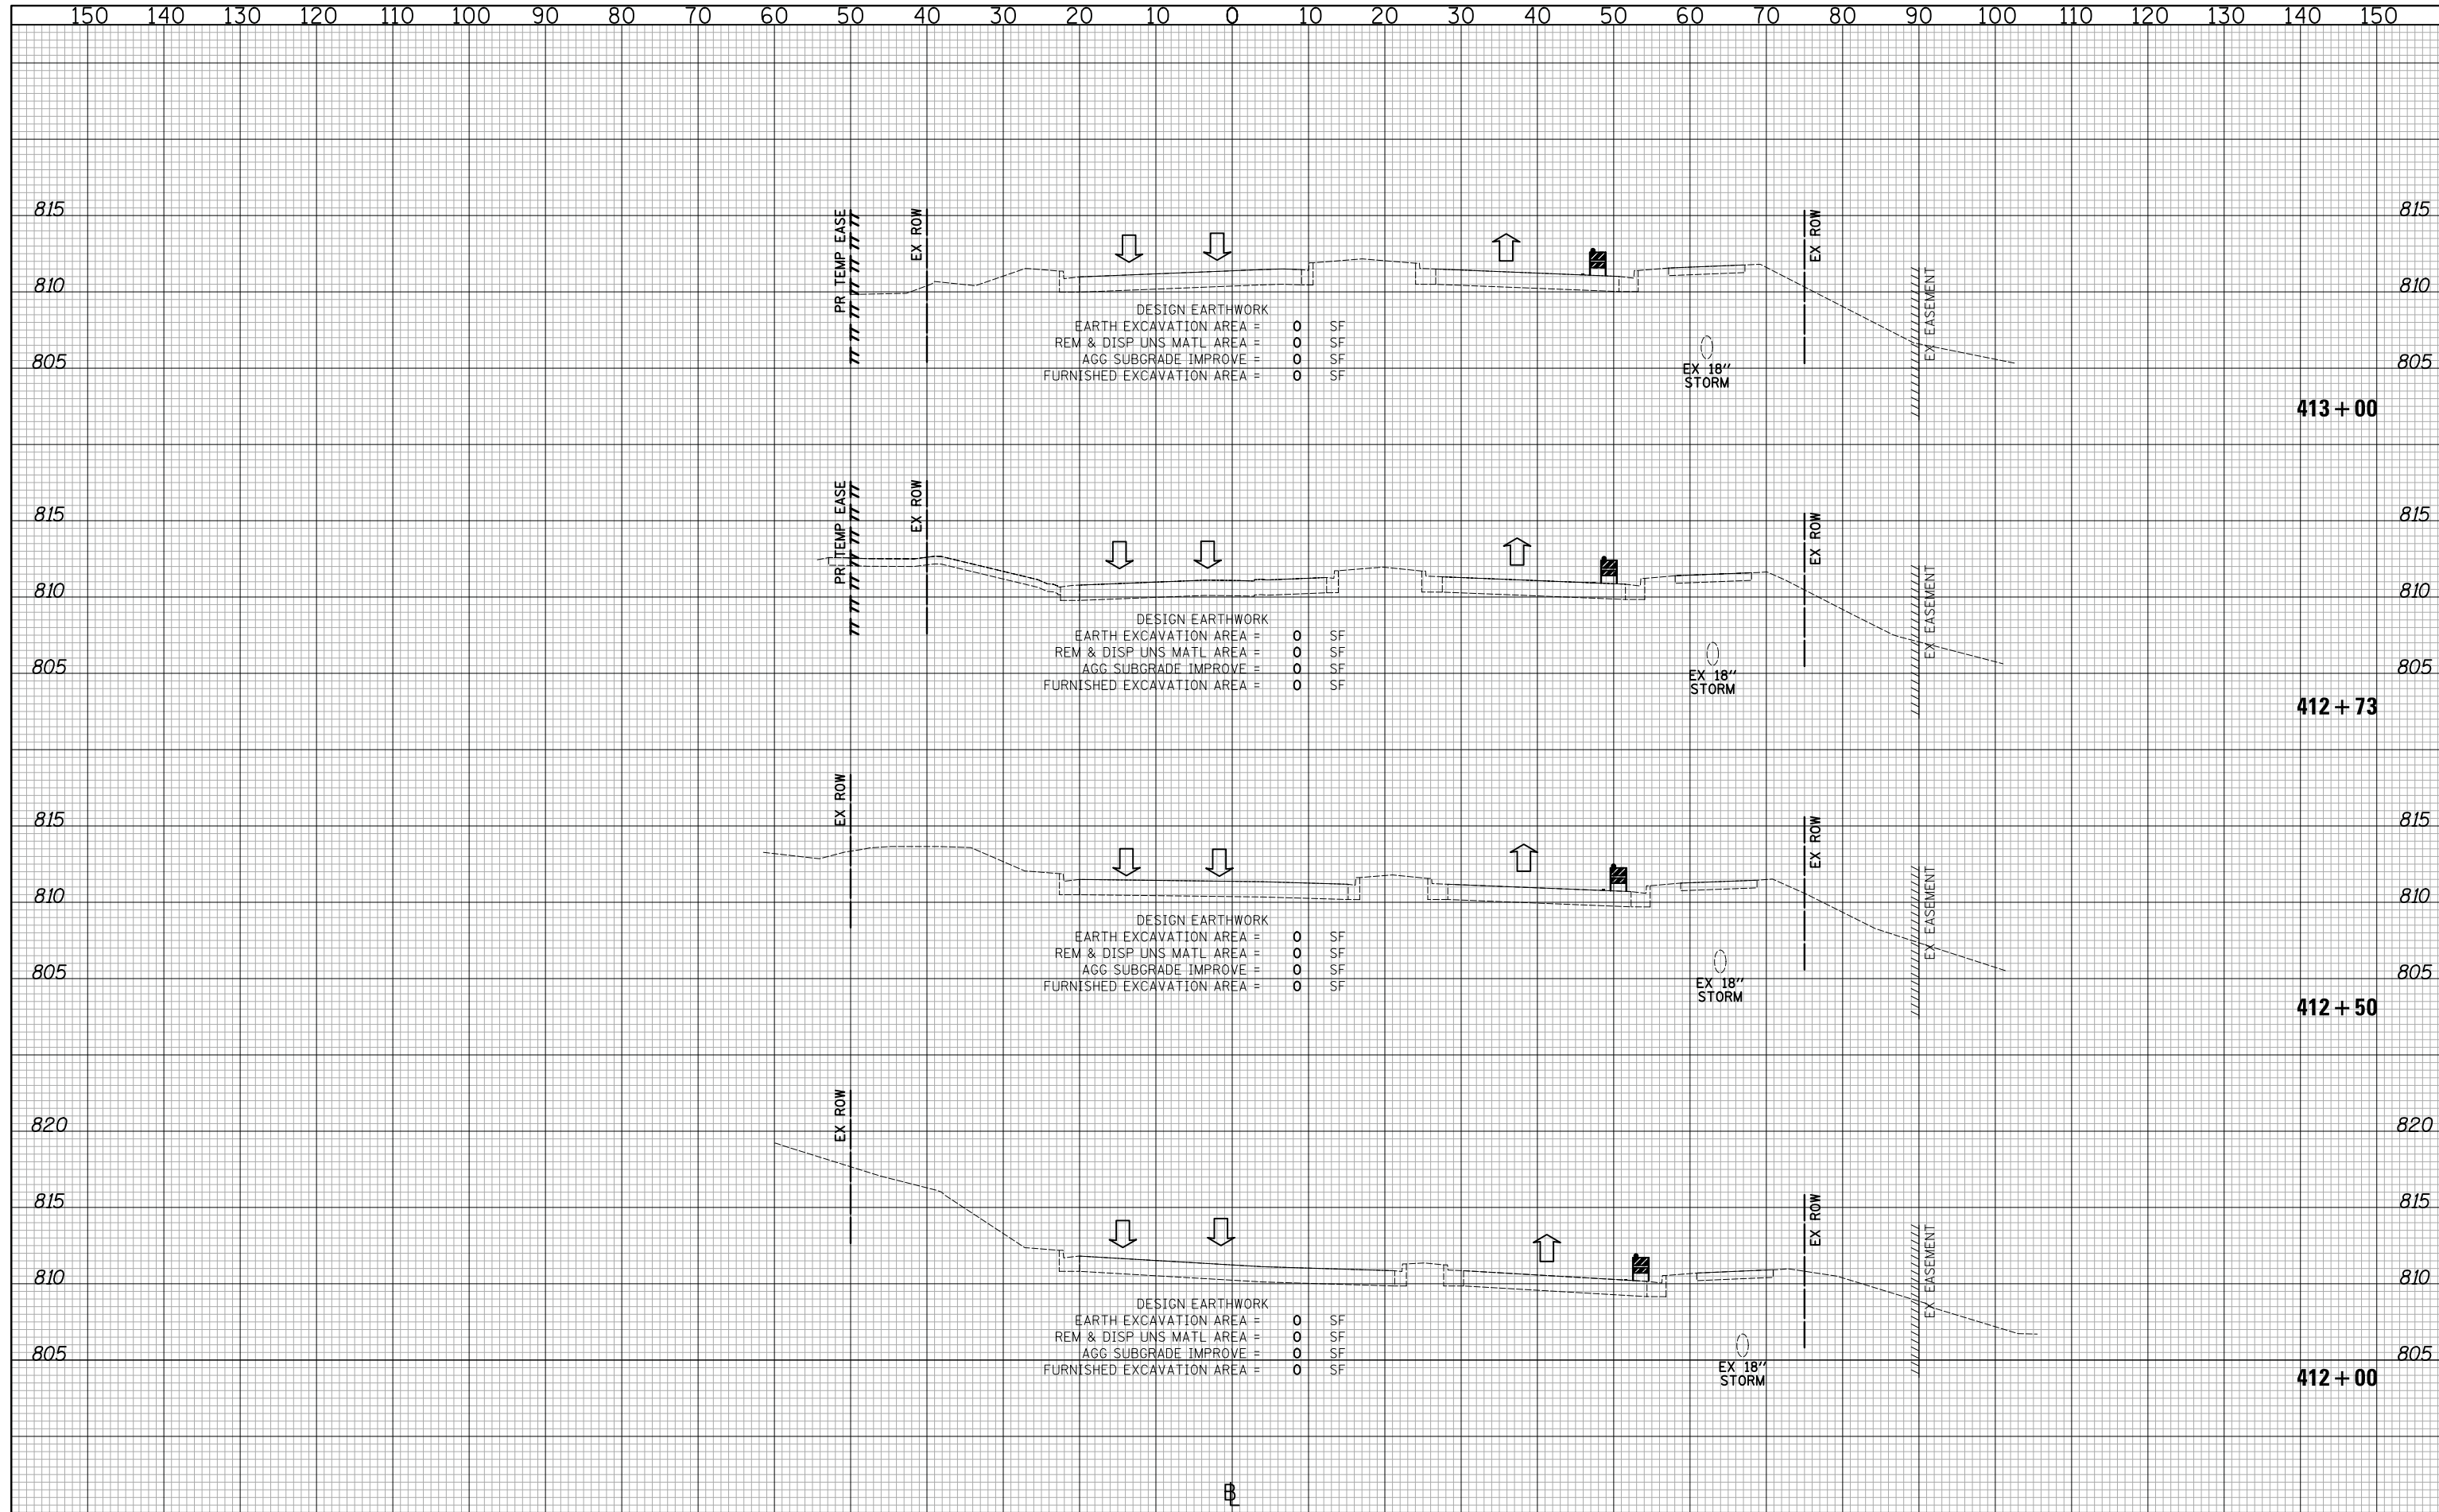 150 140 130 120 110 100 90 80 70 60 50 40 30 20 10 0 10 20 30 40 50 60 70 80 90 100 110 120 130 140 150
815 815
PR TEMP EASE
EX ROW
EX ROW
810 810
EX EASEMENT
DESIGN EARTHWORK
EARTH EXCAVATION AREA = 0 SF
REM & DISP UNS MATL AREA = 0 SF
AGG SUBGRADE IMPROVE = 0 SF
FURNISHED EXCAVATION AREA = 0 SF
805 805
EX 18"
STORM
413+00
PR TEMP EASE
EX ROW
815 815
EX ROW
810 810
EX EASEMENT
DESIGN EARTHWORK
EARTH EXCAVATION AREA = 0 SF
REM & DISP UNS MATL AREA = 0 SF
AGG SUBGRADE IMPROVE = 0 SF
FURNISHED EXCAVATION AREA = 0 SF
805 805
EX 18"
STORM
412+73
EX ROW
815 815
EX ROW
810 810
EX EASEMENT
DESIGN EARTHWORK
EARTH EXCAVATION AREA = 0 SF
REM & DISP UNS MATL AREA = 0 SF
AGG SUBGRADE IMPROVE = 0 SF
FURNISHED EXCAVATION AREA = 0 SF
805 805
EX 18"
STORM
412+50
EX ROW
820 820
815 815
EX ROW
810 810
EX EASEMENT
DESIGN EARTHWORK
EARTH EXCAVATION AREA = 0 SF
REM & DISP UNS MATL AREA = 0 SF
AGG SUBGRADE IMPROVE = 0 SF
FURNISHED EXCAVATION AREA = 0 SF
805 805
EX 18"
STORM
412+00
BL